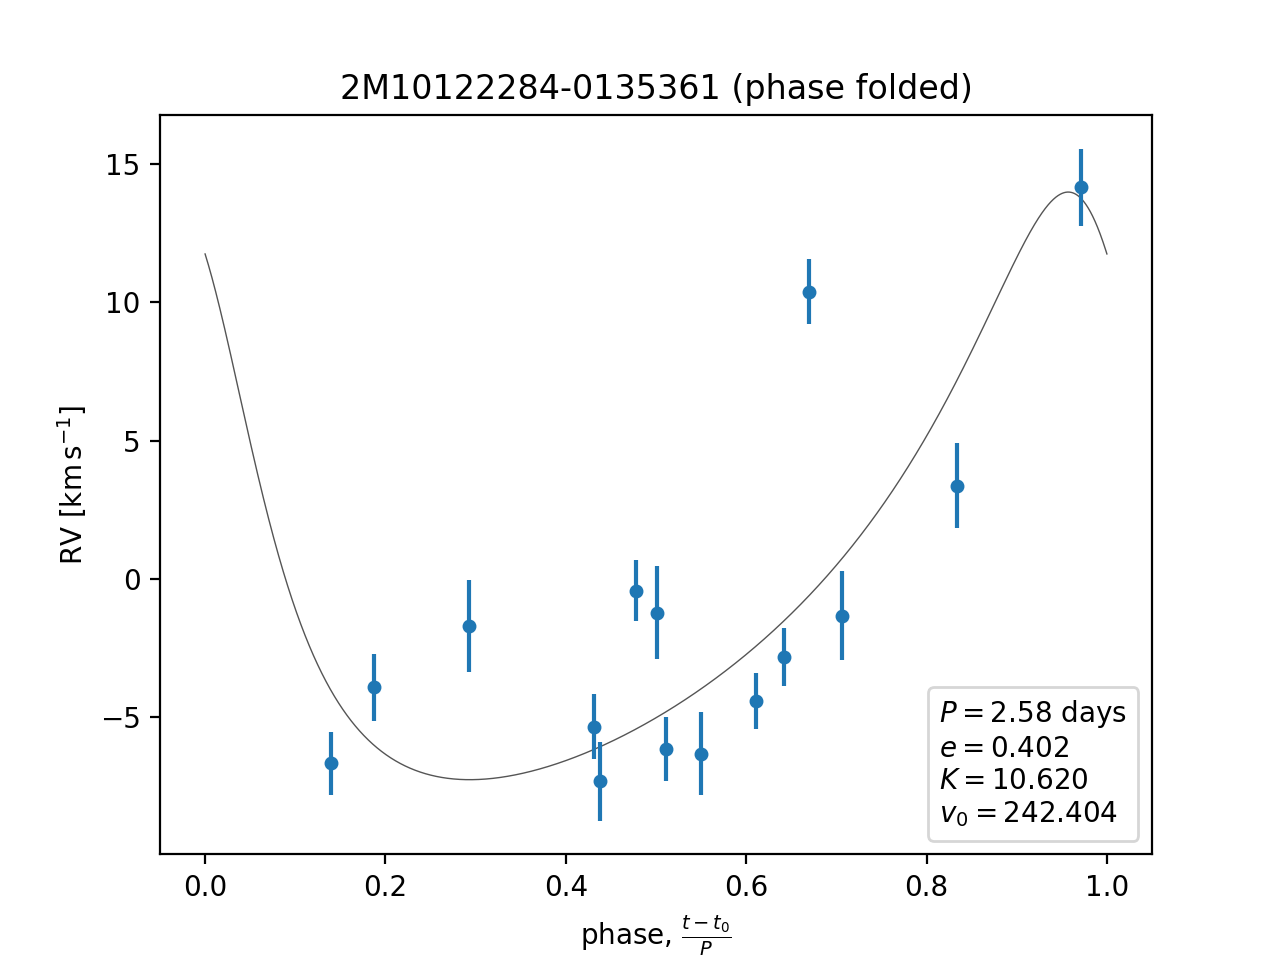 2M10122284-0135361 (phase folded)
RV [km s⁻¹]
15
10
5
0
−5
0.0 0.2 0.4 0.6 0.8 1.0
phase, (t − t₀)/P
P = 2.58 days
e = 0.402
K = 10.620
v₀ = 242.404